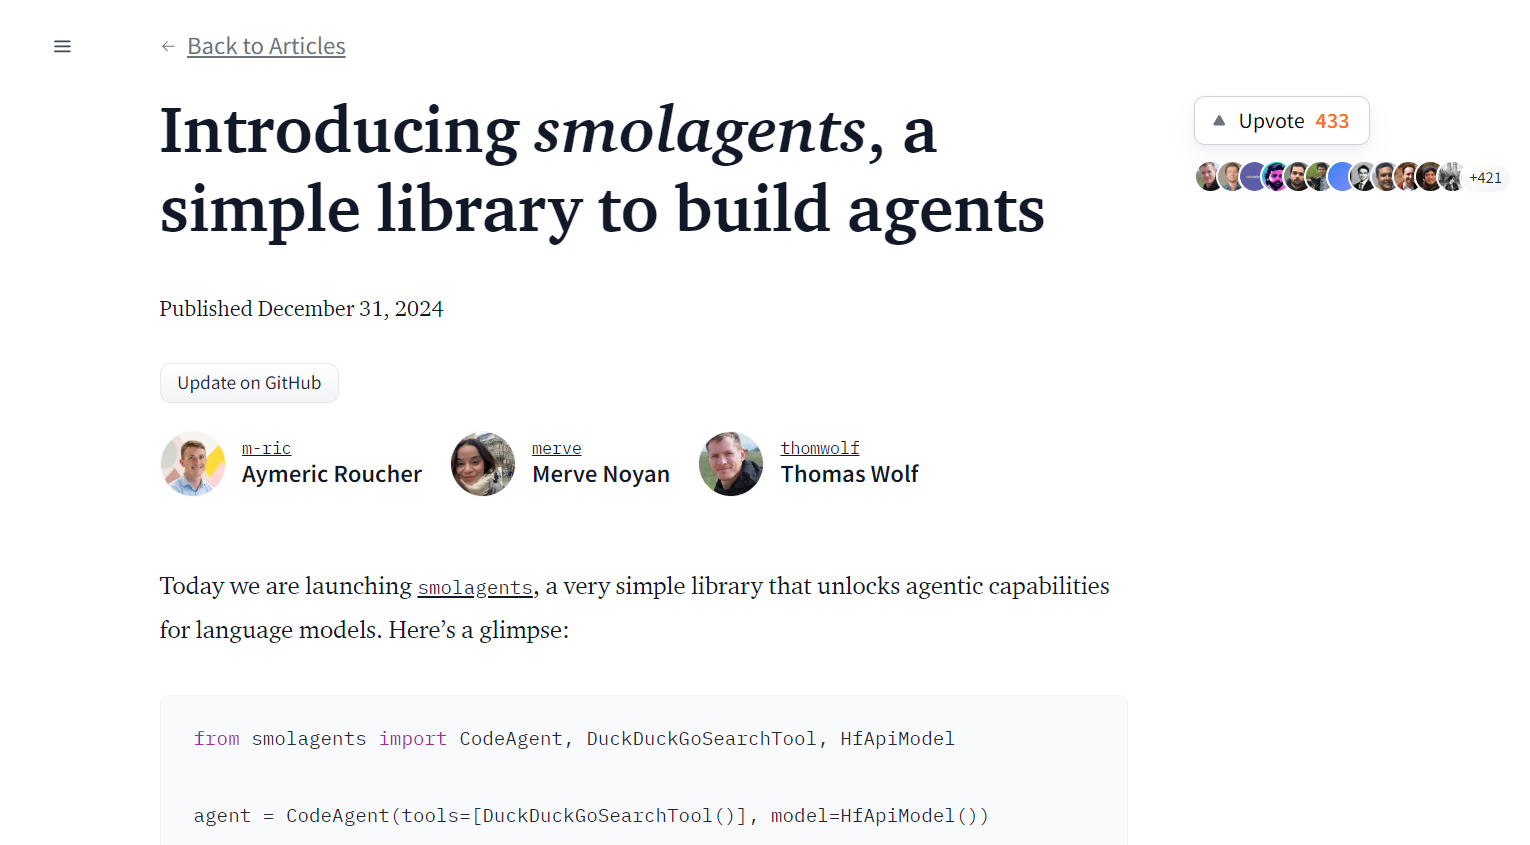 ← Back to Articles
Introducing smolagents, a
simple library to build agents
Upvote 433
+421
Published December 31, 2024
Update on GitHub
m-ric
Aymeric Roucher
merve
Merve Noyan
thomwolf
Thomas Wolf
Today we are launching smolagents, a very simple library that unlocks agentic capabilities
for language models. Here’s a glimpse:
from smolagents import CodeAgent, DuckDuckGoSearchTool, HfApiModel
agent = CodeAgent(tools=[DuckDuckGoSearchTool()], model=HfApiModel())